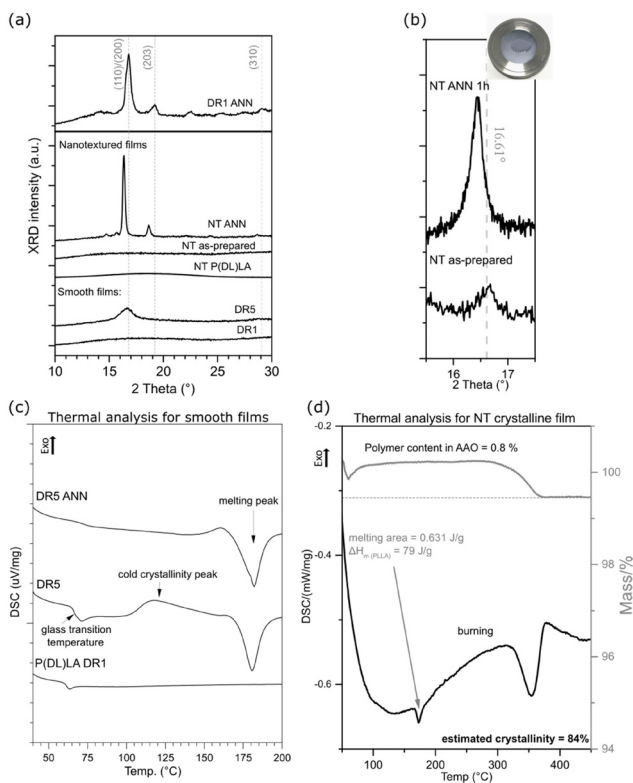 (a)
(110)/(200)
(203)
(310)
DR1 ANN
Nanotextured films
NT ANN
NT as-prepared
NT P(DL)LA
Smooth films:
DR5
DR1
XRD intensity (a.u.)
10 15 20 25 30
2 Theta (°)
(b)
NT ANN 1h
16.61°
NT as-prepared
16 17
2 Theta (°)
(c)
Thermal analysis for smooth films
Exo
DR5 ANN
melting peak
DR5
cold crystallinity peak
glass transition
temperature
P(DL)LA DR1
DSC (uV/mg)
50 75 100 125 150 175 200
Temp. (°C)
(d)
Thermal analysis for NT crystalline film
-0.2
-0.4
-0.6
Exo
DSC/(mW/mg)
Polymer content in AAO = 0.8 %
melting area = 0.631 J/g
ΔHm (PLLA) = 79 J/g
burning
estimated crystallinity = 84%
100
98
96
94
Mass/%
50 150 250 350 450
Temp (°C)